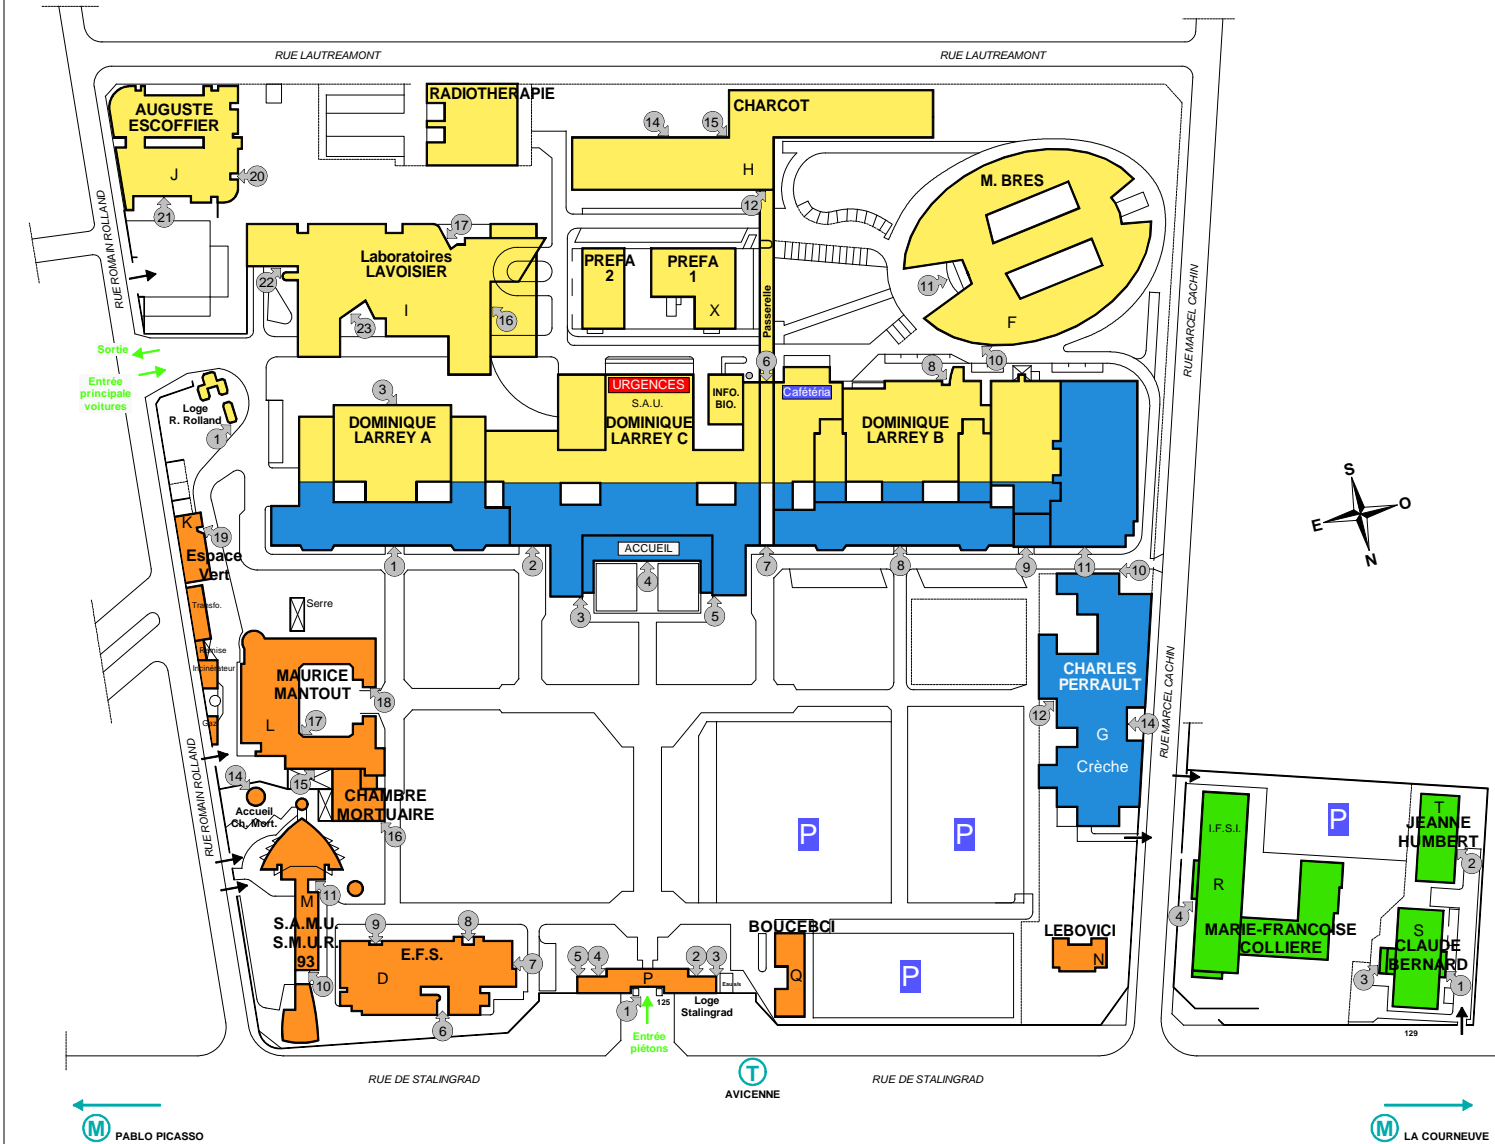 RUE LAUTREAMONT
RUE LAUTREAMONT
RADIOTHERAPIE
AUGUSTE
ESCOFFIER
CHARCOT
14
15
J
20
H
M. BRES
12
21
17
RUE ROMAIN ROLLAND
Laboratoires
LAVOISIER
PREFA
2
PREFA
1
22
11
I
X
16
23
F
Passerelle
RUE MARCEL CACHIN
Sortie
Entrée
principale
voitures
6
8
10
3
URGENCES
S.A.U.
INFO.
BIO.
Cafétéria
Loge
R. Rolland
1
DOMINIQUE
LARREY A
DOMINIQUE
LARREY C
DOMINIQUE
LARREY B
S
O
E
N
K
19
Espace
Vert
ACCUEIL
1
2
4
7
8
9
11
10
3
5
Transfo.
Serre
Remise
Incinérateur
MAURICE
MANTOUT
18
CHARLES
PERRAULT
RUE MARCEL CACHIN
Gaz
L
17
12
14
G
Crèche
RUE ROMAIN ROLLAND
14
15
Accueil
Ch. Mort.
CHAMBRE
MORTUAIRE
16
P
P
P
I.F.S.I.
T
JEANNE
HUMBERT
2
R
11
M
S.A.M.U.
S.M.U.R.
93
9
8
E.F.S.
D
7
10
6
5
4
2
3
P
1
125
Loge
Stalingrad
Entrée
piétons
BOUCEBCI
Q
P
LEBOVICI
N
4
MARIE-FRANCOISE
COLLIERE
S
CLAUDE
BERNARD
3
1
129
RUE DE STALINGRAD
T
AVICENNE
RUE DE STALINGRAD
M PABLO PICASSO
M LA COURNEUVE